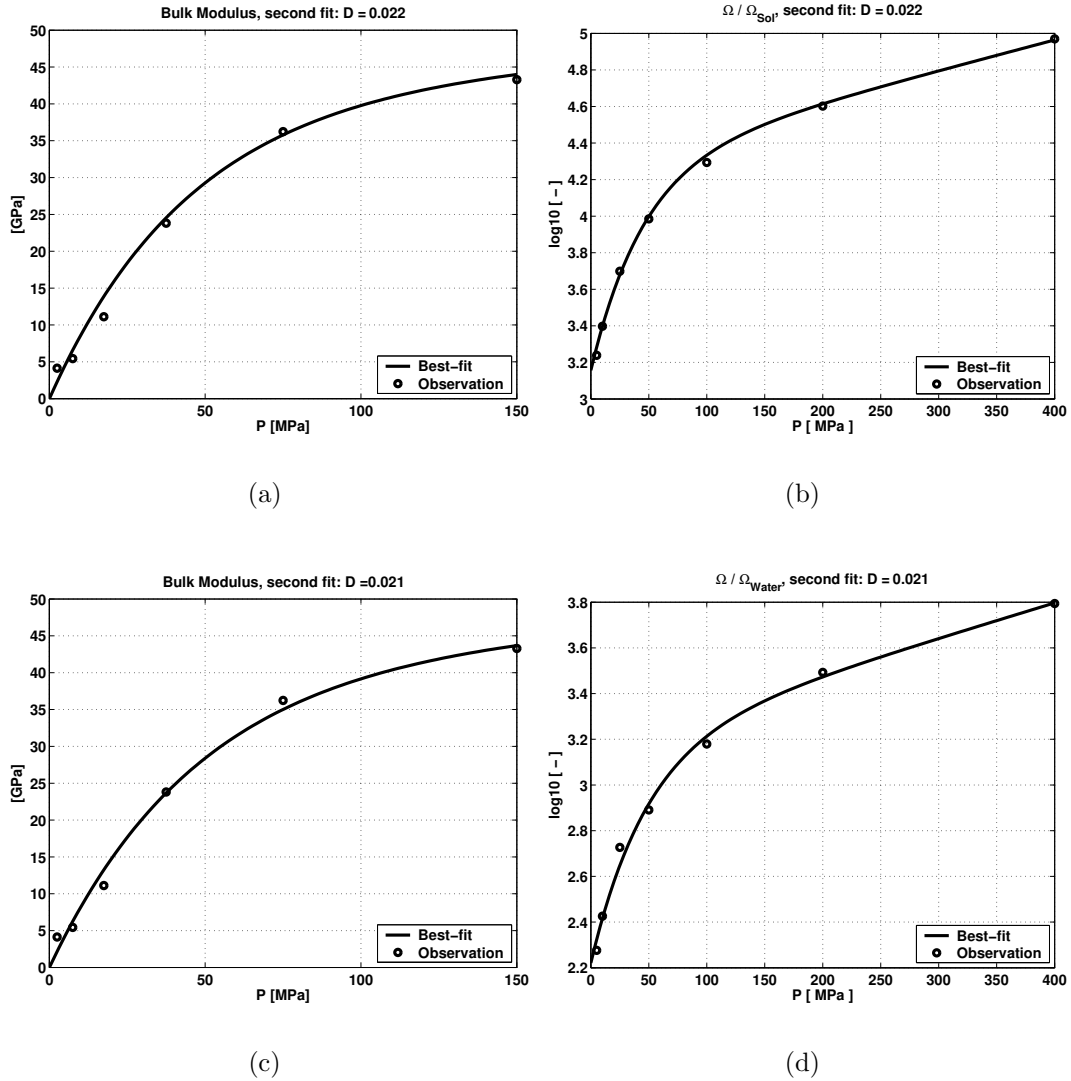 Bulk Modulus, second fit: D = 0.022
50
45
40
35
30
25
20
15
10
5
0
[GPa]
0 50 100 150
P [MPa]
Best−fit
Observation
(a)
Ω / Ω_Sol, second fit: D = 0.022
5
4.8
4.6
4.4
4.2
4
3.8
3.6
3.4
3.2
3
log10 [ − ]
0 50 100 150 200 250 300 350 400
P [ MPa ]
Best−fit
Observation
(b)
Bulk Modulus, second fit: D =0.021
50
45
40
35
30
25
20
15
10
5
0
[GPa]
0 50 100 150
P [MPa]
Best−fit
Observation
(c)
Ω / Ω_Water, second fit: D = 0.021
3.8
3.6
3.4
3.2
3
2.8
2.6
2.4
2.2
log10 [ − ]
0 50 100 150 200 250 300 350 400
P [ MPa ]
Best−fit
Observation
(d)